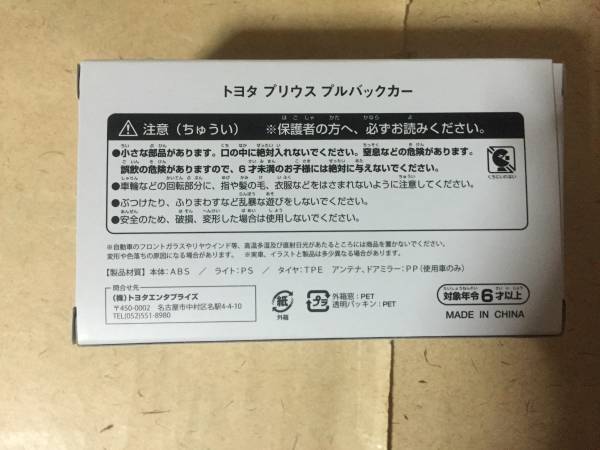 トヨタ プリウス プルバックカー
注意（ちゅうい） ※保護者の方へ、必ずお読みください。
●小さな部品があります。口の中に絶対入れないでください。窒息などの危険があります。
誤飲の危険がありますので、6才未満のお子様には絶対に与えないでください。
●車輪などの回転部分に、指や髪の毛、衣服などをはさまれないように注意してください。
●ぶつけたり、ふりまわすなど乱暴な遊びをしないでください。
●安全のため、破損、変形した場合は使用しないでください。
くちにいれない
※自動車のフロントガラスやリヤウインド等、高温多湿及び直射日光があたるところには商品を置かないでください。
変形や色落ちの原因になる場合があります。 ※実車、イラストと製品は多少異なる場合があります。
【製品材質】本体:ABS ／ ライト:PS ／ タイヤ:TPE アンテナ、ドアミラー:PP(使用車のみ)
問合せ先
(株)トヨタエンタプライズ
〒450-0002 名古屋市中村区名駅4-4-10
TEL(052)551-8980
紙
外箱
プラ
外箱窓:PET
透明パッキン:PET
対象年令6才以上
MADE IN CHINA